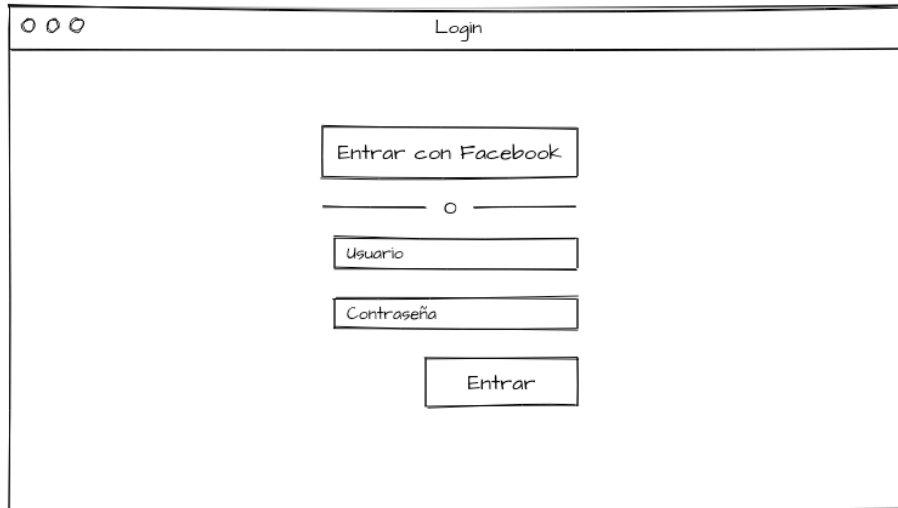 Login
Entrar con Facebook
O
Usuario
Contraseña
Entrar